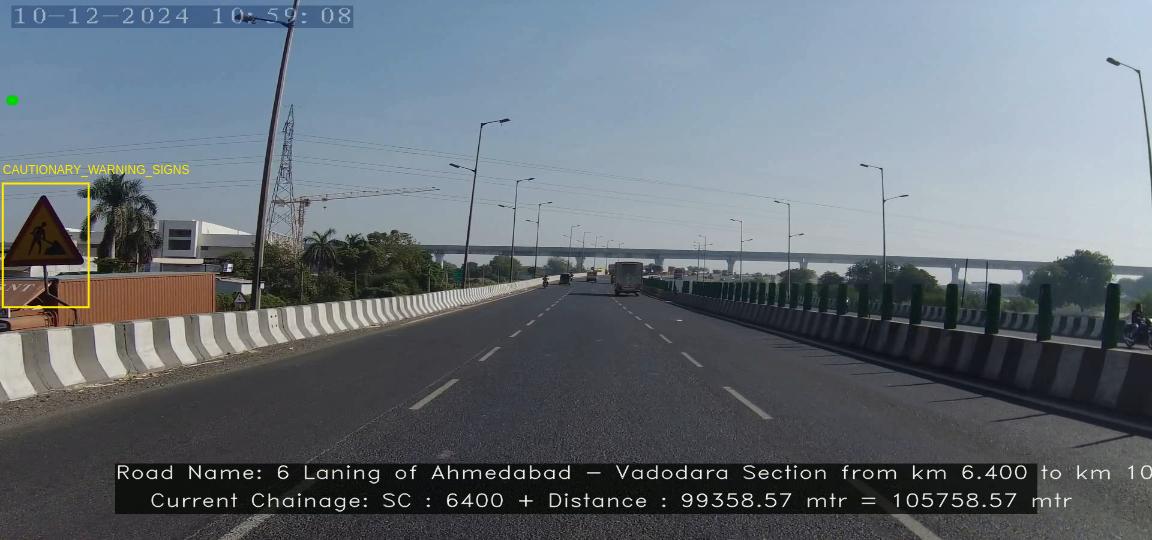 10-12-2024 10:59:08
CAUTIONARY_WARNING_SIGNS
NT
Road Name: 6 Laning of Ahmedabad - Vadodara Section from km 6.400 to km 10
Current Chainage: SC : 6400 + Distance : 99358.57 mtr = 105758.57 mtr